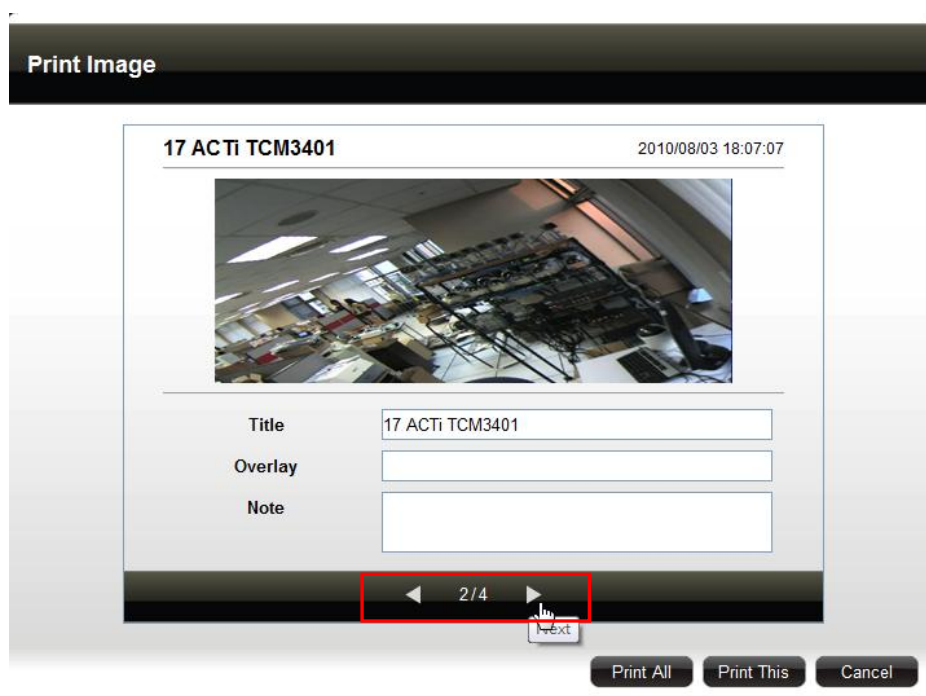 Print Image
17 ACTi TCM3401 2010/08/03 18:07:07
Title 17 ACTi TCM3401
Overlay
Note
2/4
Next
Print All Print This Cancel